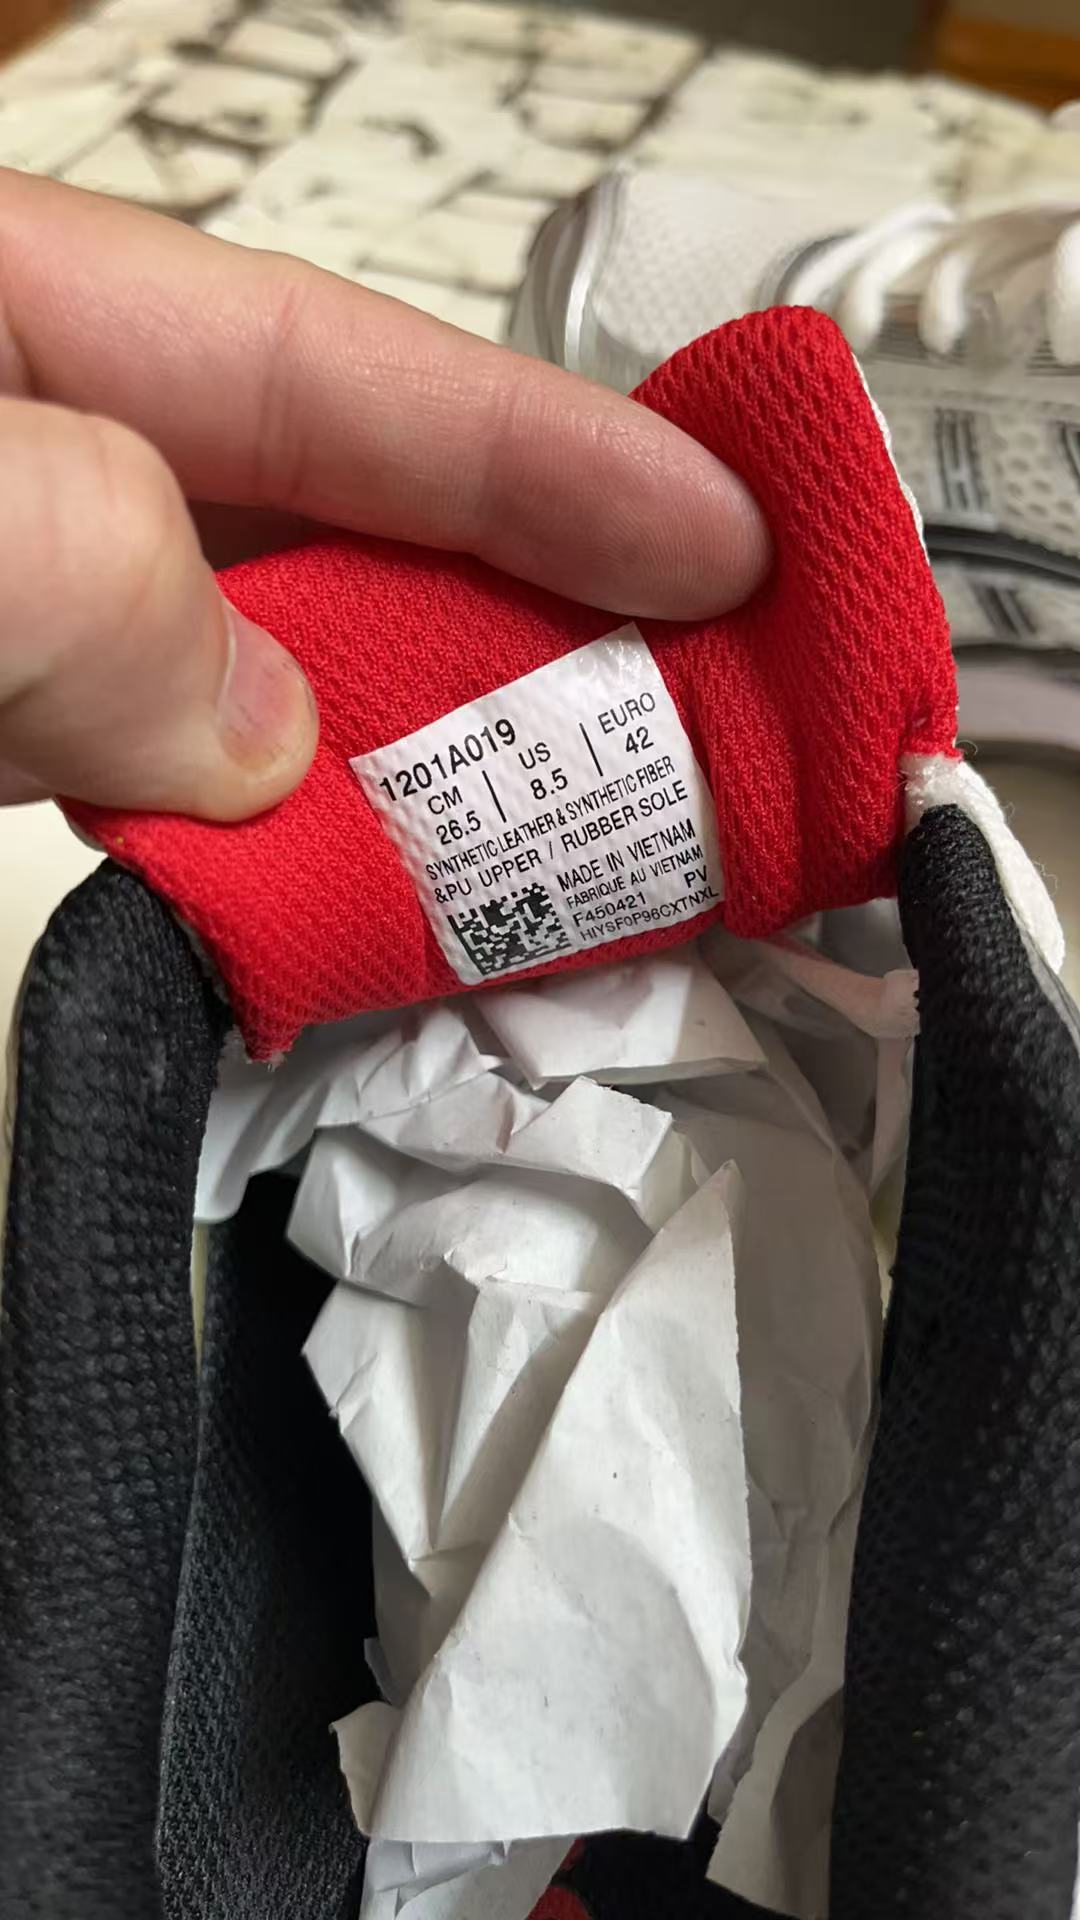 1201A019
CM | US | EURO
26.5 | 8.5 | 42
SYNTHETIC LEATHER & SYNTHETIC FIBER
&PU UPPER / RUBBER SOLE
MADE IN VIETNAM
FABRIQUE AU VIETNAM
F450421 PV
HIYSF0P96CXTNXL